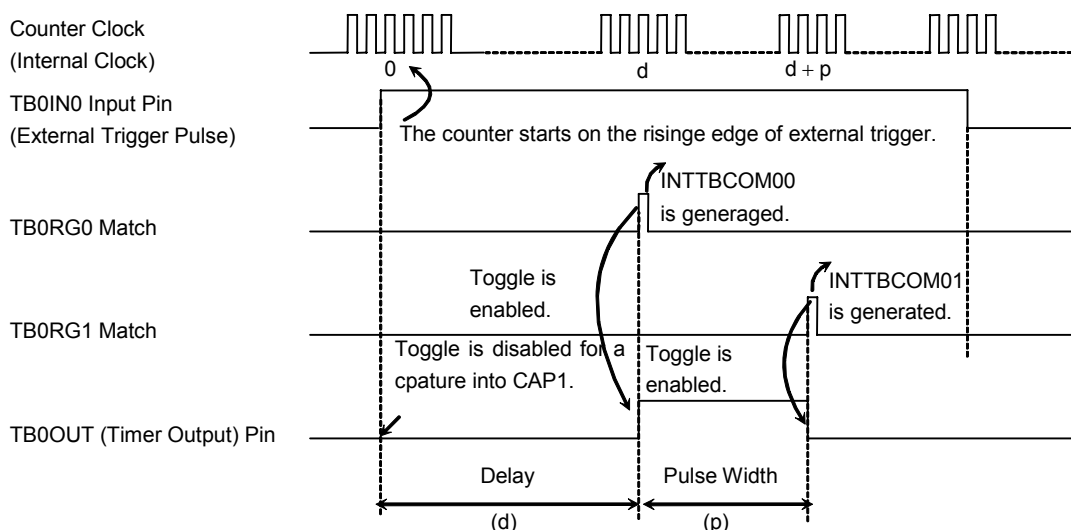 Counter Clock
(Internal Clock)
0
d
d + p
TB0IN0 Input Pin
(External Trigger Pulse)
The counter starts on the risinge edge of external trigger.
INTTBCOM00
is generaged.
TB0RG0 Match
Toggle is
enabled.
INTTBCOM01
is generated.
TB0RG1 Match
Toggle is disabled for a
cpature into CAP1.
Toggle is
enabled.
TB0OUT (Timer Output) Pin
Delay
Pulse Width
(d)
(p)